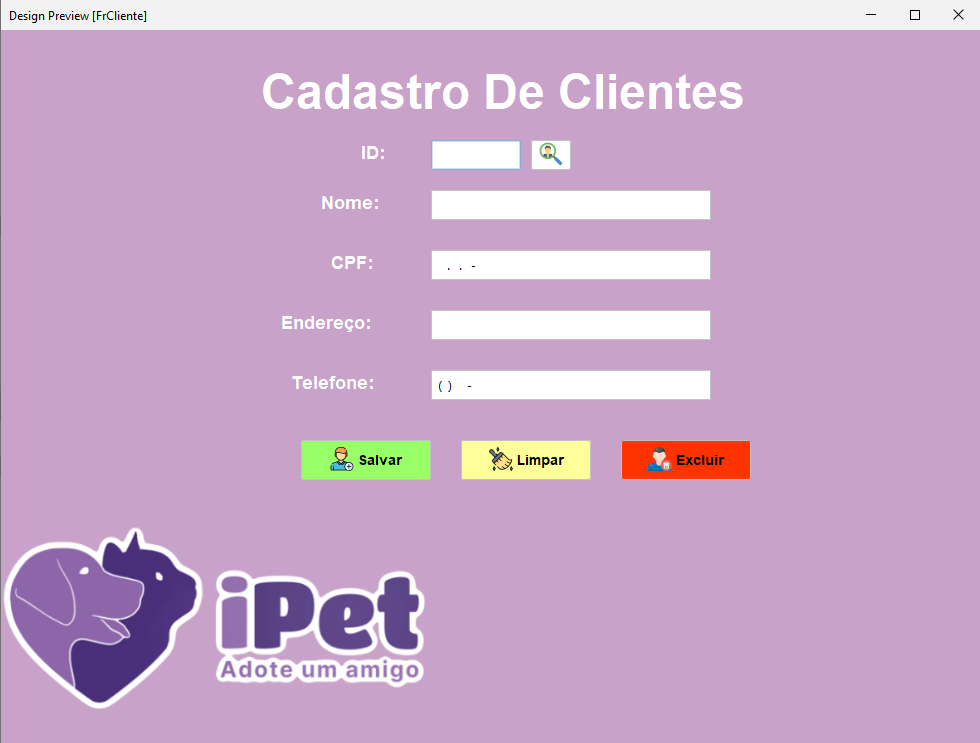 Design Preview [FrCliente]
Cadastro De Clientes
ID:
Nome:
CPF: . . -
Endereço:
Telefone: ( ) -
Salvar Limpar Excluir
iPet
Adote um amigo